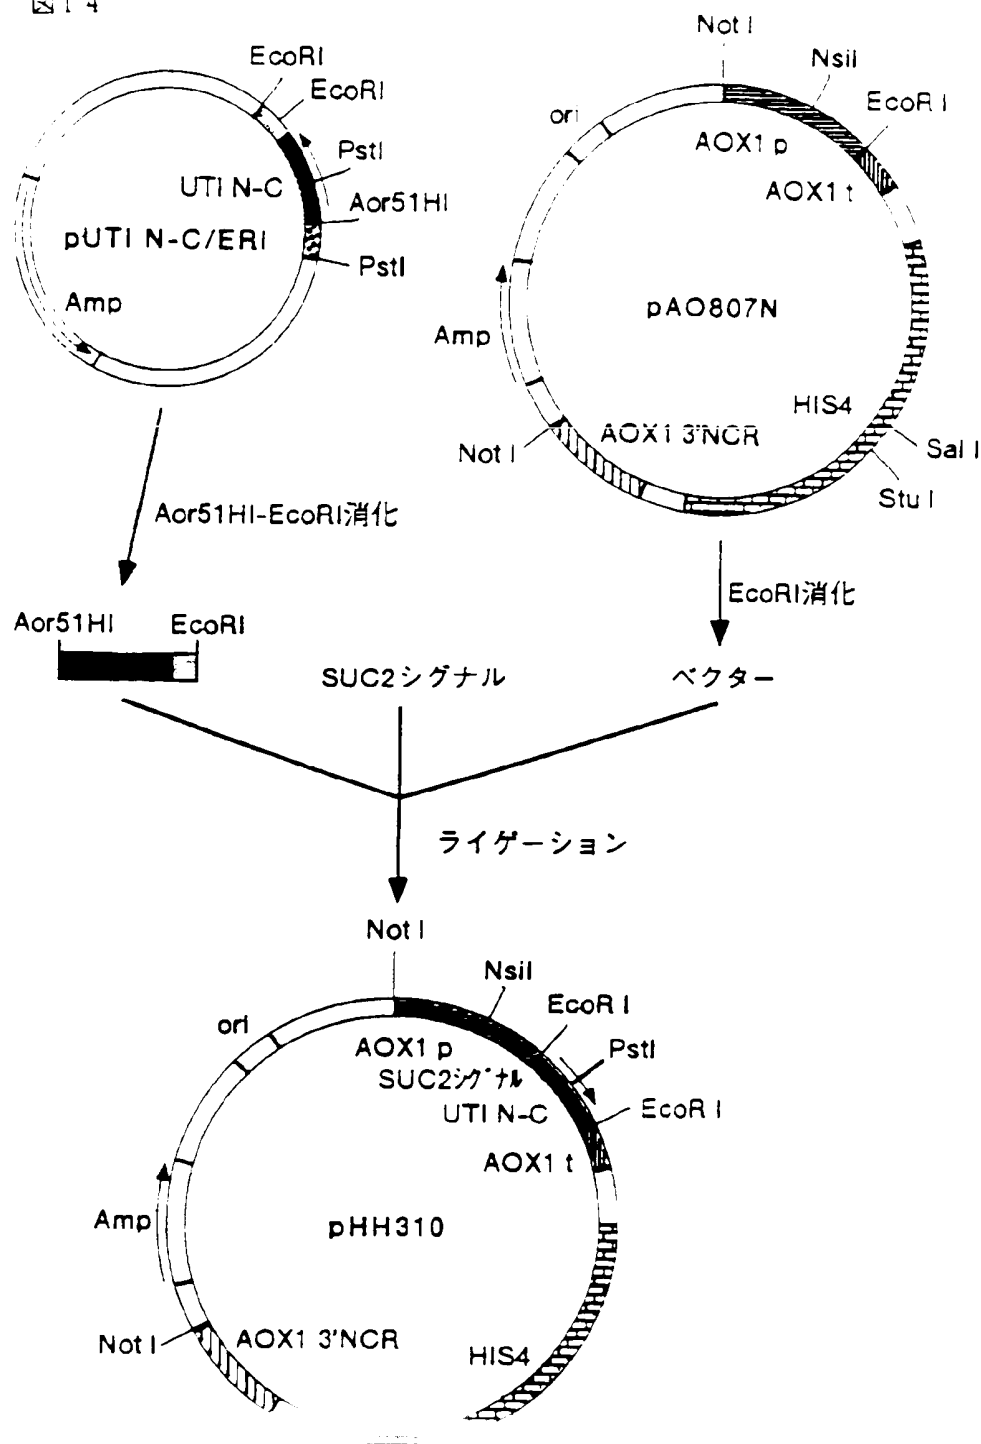 図14
EcoRI
EcoRI
PstI
UTI N-C
Aor51HI
pUTI N-C/ERI
PstI
Amp
Not I
NsiI
EcoR I
ori
AOX1 p
AOX1 t
pAO807N
Amp
HIS4
AOX1 3'NCR
Not I
Sal I
Stu I
Aor51HI-EcoRI消化
EcoRI消化
Aor51HI
EcoRI
SUC2シグナル
ベクター
ライゲーション
Not I
NsiI
EcoR I
ori
PstI
AOX1 p
SUC2シグナル
UTI N-C
EcoR I
AOX1 t
Amp
pHH310
Not I
AOX1 3'NCR
HIS4